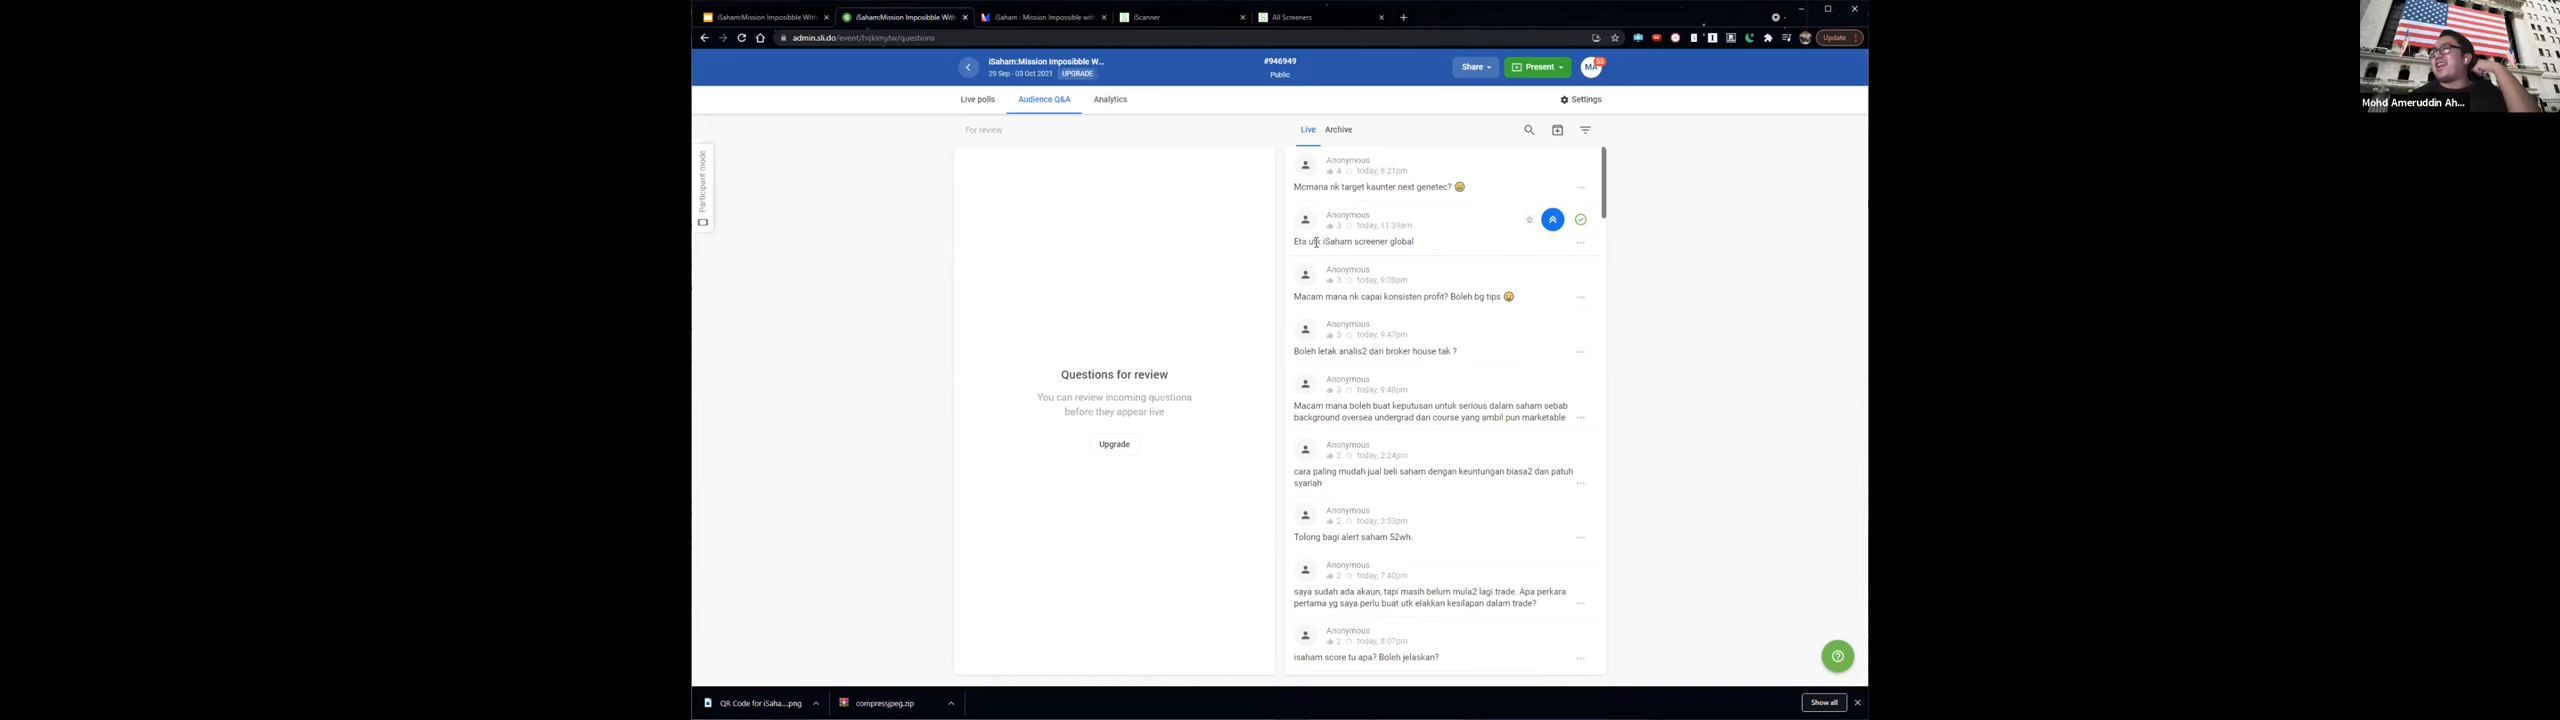 iSaham:Mission Imposibble With
iSaham:Mission Imposibble With
iSaham : Mission Impossible with
iScanner
All Screeners
admin.sli.do/event/hqkimytw/questions
Update
iSaham:Mission Imposibble W...
29 Sep - 03 Oct 2021
UPGRADE
#946949
Public
Share
Present
MA
55
Live polls
Audience Q&A
Analytics
Settings
Participant mode
For review
Questions for review
You can review incoming questions
before they appear live
Upgrade
Live
Archive
Anonymous
4 today, 8:21pm
Mcmana nk target kaunter next genetec?
Anonymous
3 today, 11:39am
Eta utk iSaham screener global
Anonymous
3 today, 9:08pm
Macam mana nk capai konsisten profit? Boleh bg tips
Anonymous
3 today, 9:47pm
Boleh letak analis2 dari broker house tak ?
Anonymous
3 today, 9:48pm
Macam mana boleh buat keputusan untuk serious dalam saham sebab
background oversea undergrad dan course yang ambil pun marketable
Anonymous
2 today, 2:24pm
cara paling mudah jual beli saham dengan keuntungan biasa2 dan patuh
syariah
Anonymous
2 today, 3:53pm
Tolong bagi alert saham 52wh.
Anonymous
2 today, 7:40pm
saya sudah ada akaun, tapi masih belum mula2 lagi trade. Apa perkara
pertama yg saya perlu buat utk elakkan kesilapan dalam trade?
Anonymous
2 today, 8:07pm
isaham score tu apa? Boleh jelaskan?
QR Code for iSaha....png
compressjpeg.zip
Show all
Mohd Ameruddin Ah...